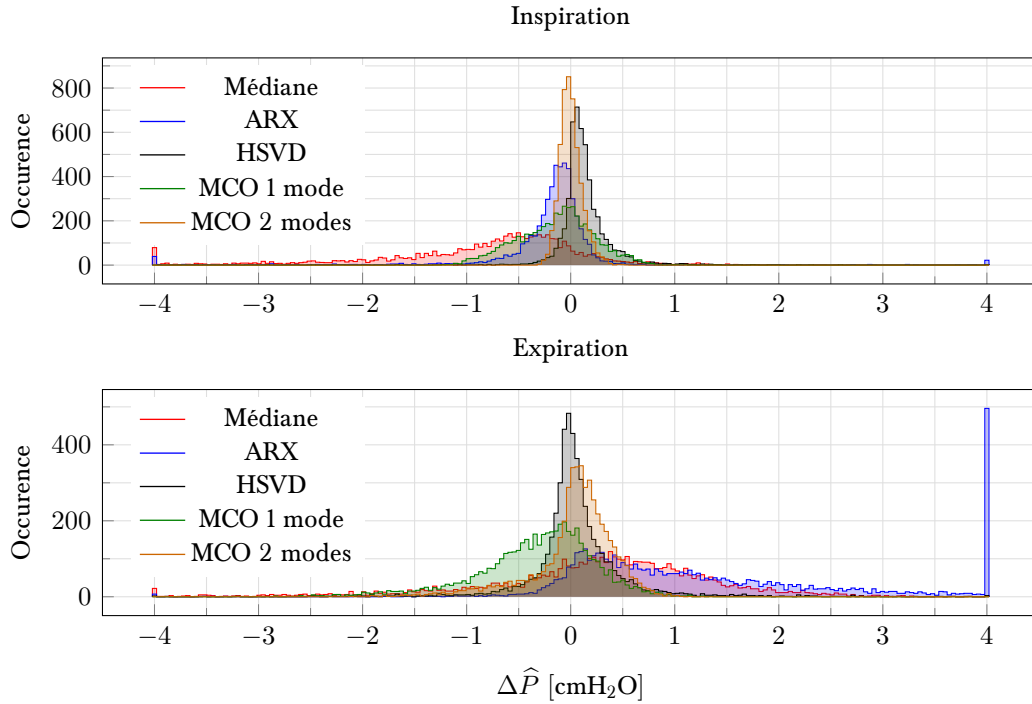 Inspiration
Occurence
800
600
400
200
0
Médiane
ARX
HSVD
MCO 1 mode
MCO 2 modes
−4 −3 −2 −1 0 1 2 3 4
Expiration
Occurence
400
200
0
Médiane
ARX
HSVD
MCO 1 mode
MCO 2 modes
−4 −3 −2 −1 0 1 2 3 4
ΔP̂ [cmH₂O]